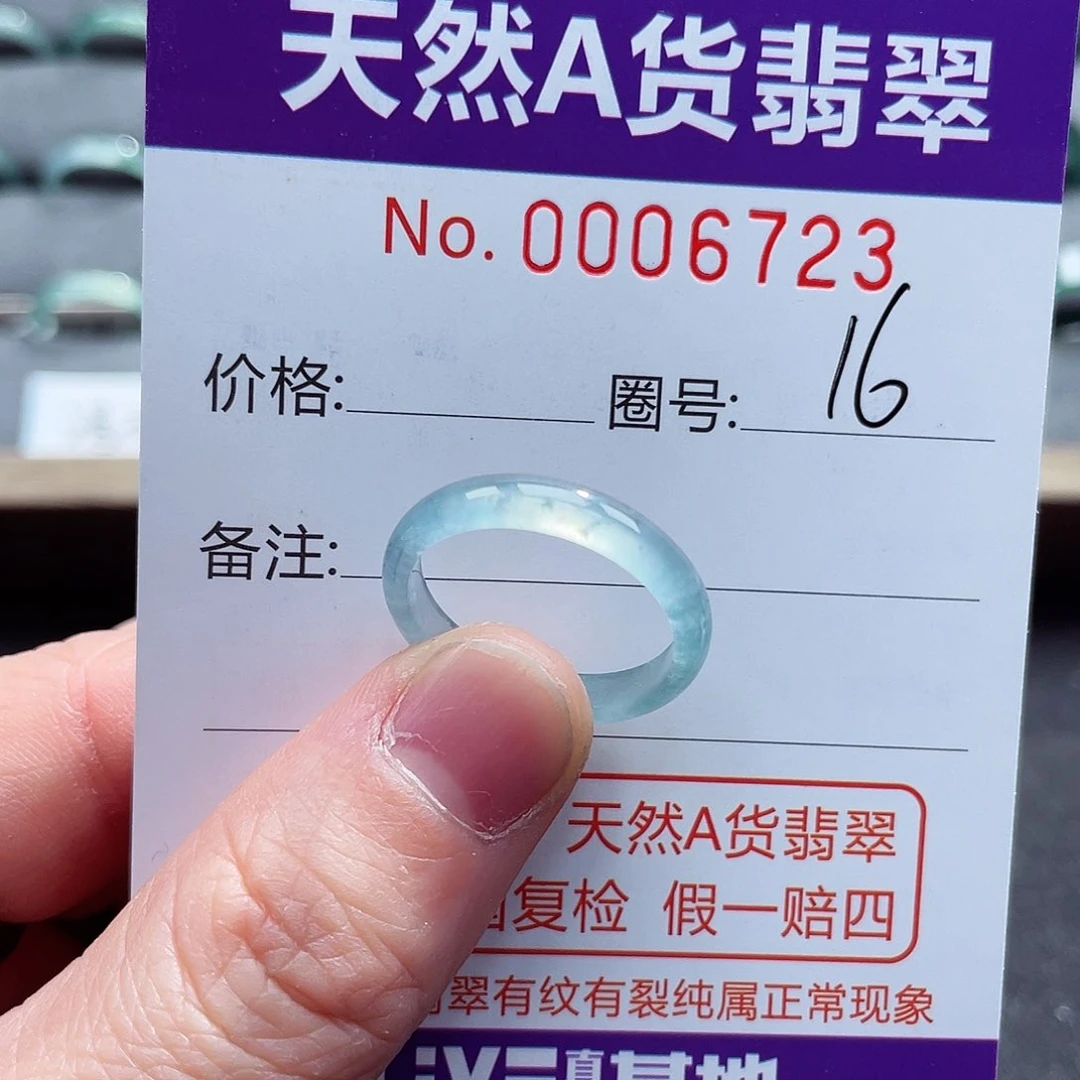 天然A货翡翠
No. 0006723
价格: 圈号: 16
备注:
天然A货翡翠
复检 假一赔四
翠有纹有裂纯属正常现象
基地